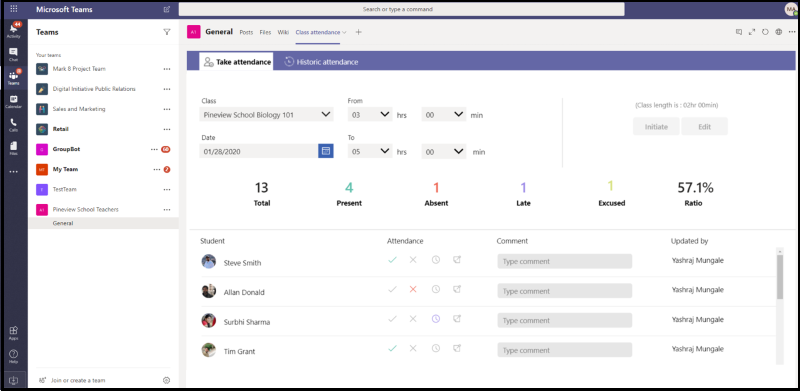 Microsoft Teams
Search or type a command
MA
44
Activity
Chat
Teams
Calendar
Calls
Files
Apps
Help
Teams
Your teams
Mark 8 Project Team
Digital Initiative Public Relations
Sales and Marketing
Retail
GroupBot
My Team
TestTeam
Pineview School Teachers
General
Join or create a team
A1 General Posts Files Wiki Class attendance
Take attendance Historic attendance
Class From
Pineview School Biology 101 03 hrs 00 min
Date To
01/28/2020 05 hrs 00 min
(Class length is : 02hr 00min)
Initiate Edit
13 4 1 1 1 57.1%
Total Present Absent Late Excused Ratio
Student Attendance Comment Updated by
Steve Smith Type comment Yashraj Mungale
Allan Donald Type comment Yashraj Mungale
Surbhi Sharma Type comment Yashraj Mungale
Tim Grant Type comment Yashraj Mungale